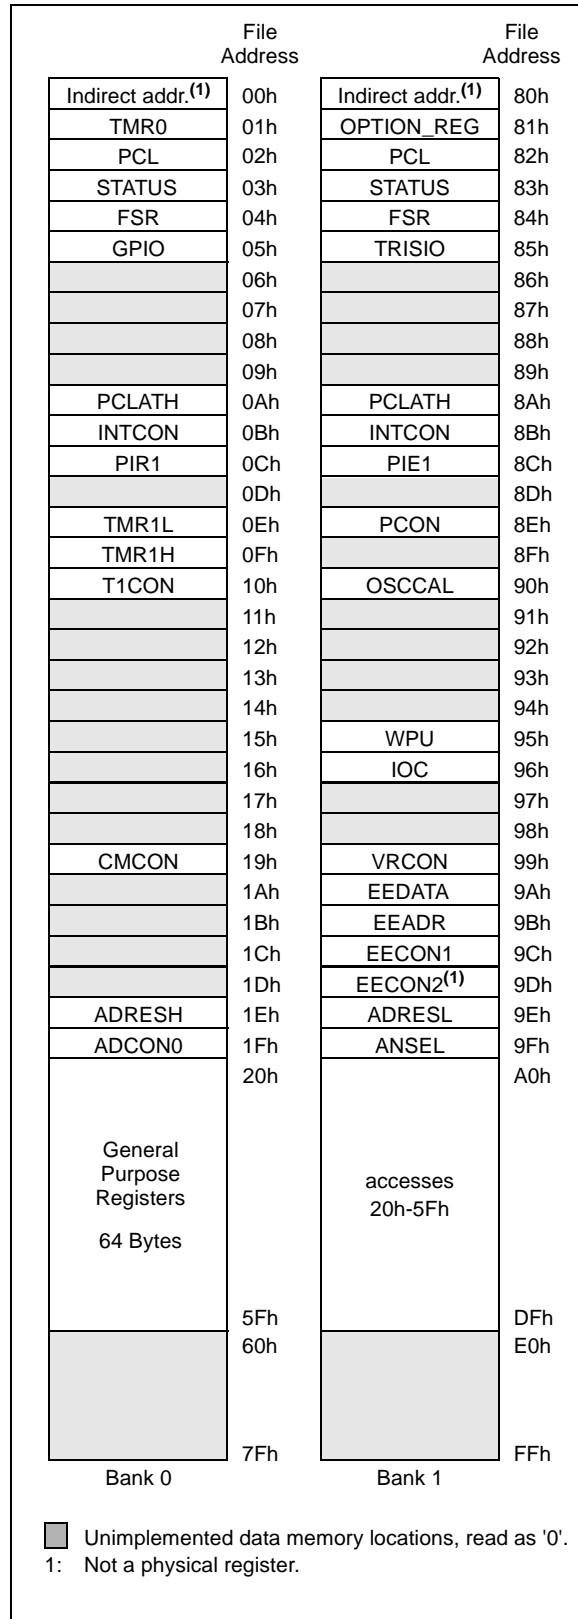 File Address File Address
Indirect addr.(1) 00h Indirect addr.(1) 80h
TMR0 01h OPTION_REG 81h
PCL 02h PCL 82h
STATUS 03h STATUS 83h
FSR 04h FSR 84h
GPIO 05h TRISIO 85h
06h 86h
07h 87h
08h 88h
09h 89h
PCLATH 0Ah PCLATH 8Ah
INTCON 0Bh INTCON 8Bh
PIR1 0Ch PIE1 8Ch
0Dh 8Dh
TMR1L 0Eh PCON 8Eh
TMR1H 0Fh 8Fh
T1CON 10h OSCCAL 90h
11h 91h
12h 92h
13h 93h
14h 94h
15h WPU 95h
16h IOC 96h
17h 97h
18h 98h
CMCON 19h VRCON 99h
1Ah EEDATA 9Ah
1Bh EEADR 9Bh
1Ch EECON1 9Ch
1Dh EECON2(1) 9Dh
ADRESH 1Eh ADRESL 9Eh
ADCON0 1Fh ANSEL 9Fh
20h A0h
General
Purpose
Registers
64 Bytes
accesses
20h-5Fh
5Fh DFh
60h E0h
7Fh FFh
Bank 0 Bank 1
Unimplemented data memory locations, read as '0'.
1: Not a physical register.